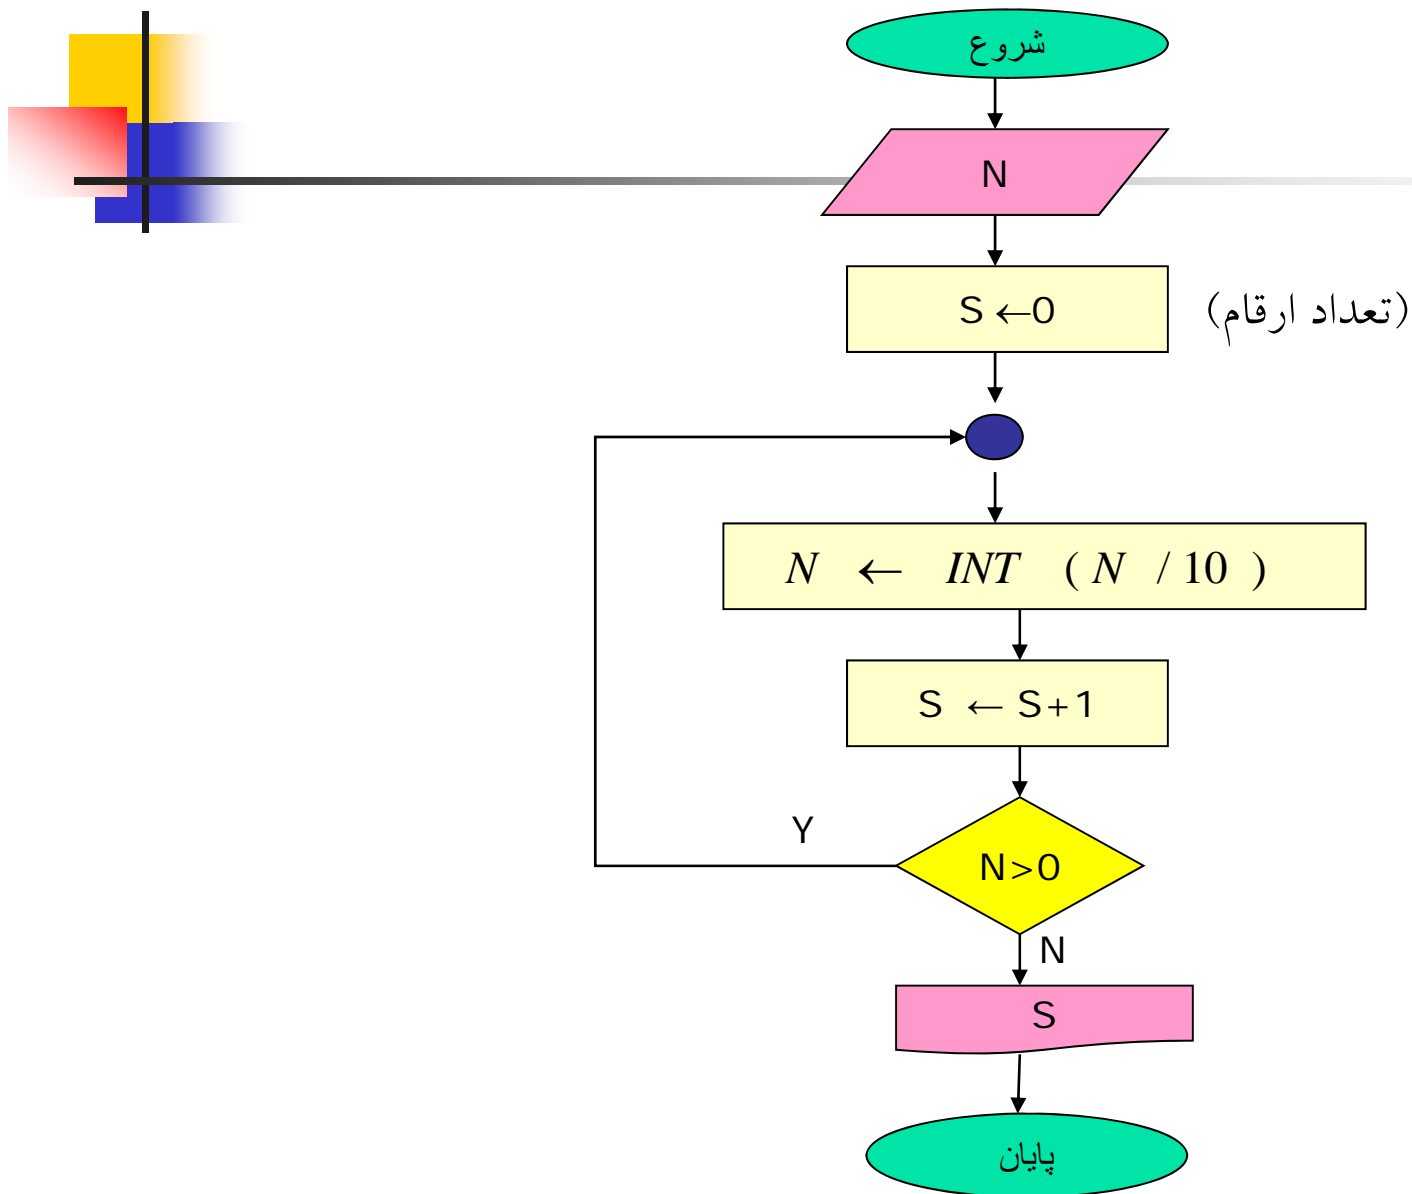 شروع
N
S ←0
(تعداد ارقام)
N ← INT ( N / 10 )
S ← S+1
Y
N>0
N
S
پایان